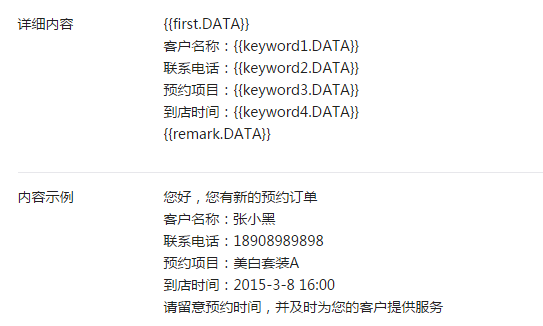 详细内容
{{first.DATA}}
客户名称：{{keyword1.DATA}}
联系电话：{{keyword2.DATA}}
预约项目：{{keyword3.DATA}}
到店时间：{{keyword4.DATA}}
{{remark.DATA}}
内容示例
您好，您有新的预约订单
客户名称：张小黑
联系电话：18908989898
预约项目：美白套装A
到店时间：2015-3-8 16:00
请留意预约时间，并及时为您的客户提供服务